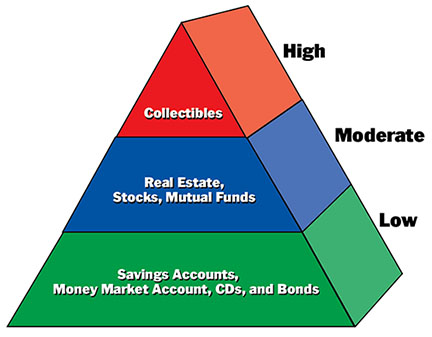 High
Collectibles
Moderate
Real Estate,
Stocks, Mutual Funds
Low
Savings Accounts,
Money Market Account, CDs, and Bonds